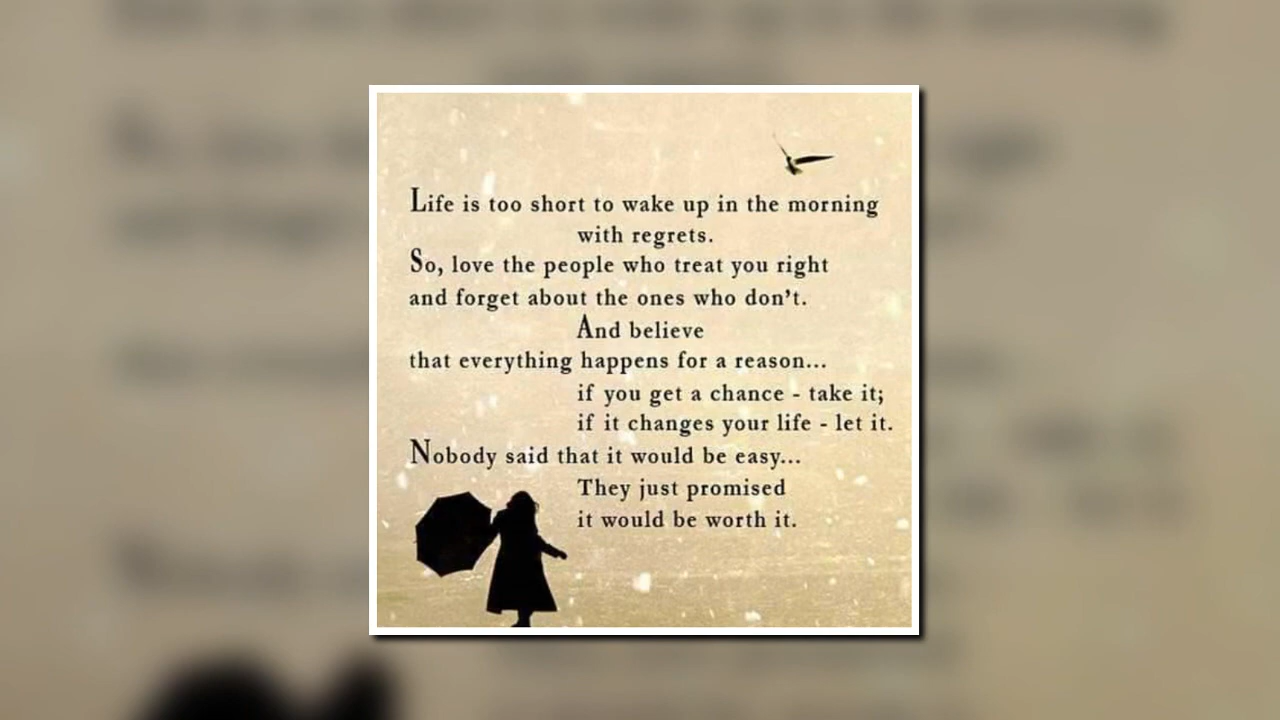 Life is too short to wake up in the morning
with regrets.
So, love the people who treat you right
and forget about the ones who don't.
And believe
that everything happens for a reason...
if you get a chance - take it;
if it changes your life - let it.
Nobody said that it would be easy...
They just promised
it would be worth it.